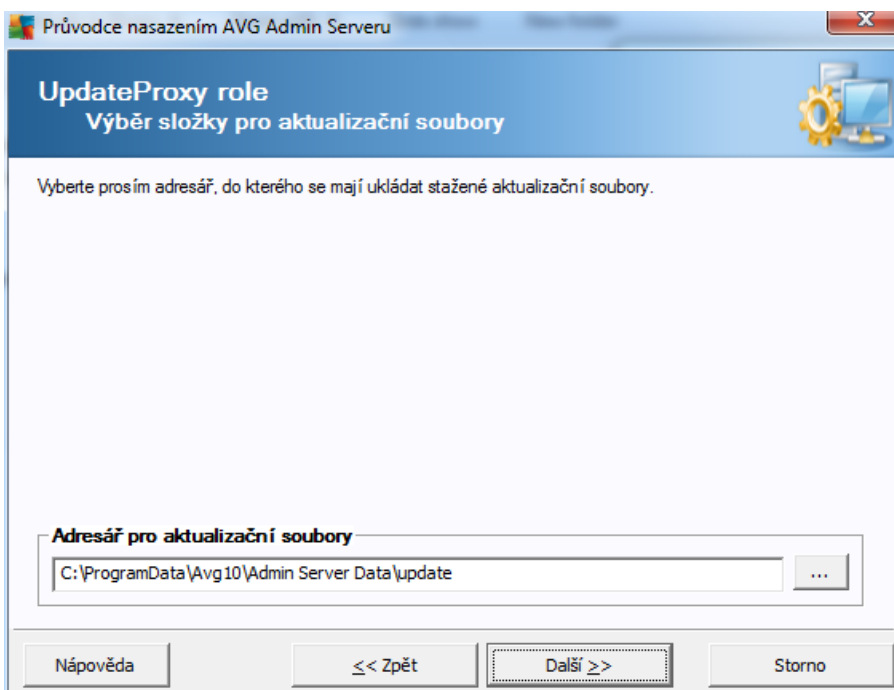 Průvodce nasazením AVG Admin Serveru
UpdateProxy role
Výběr složky pro aktualizační soubory
Vyberte prosím adresář, do kterého se mají ukládat stažené aktualizační soubory.
Adresář pro aktualizační soubory
C:\ProgramData\Avg10\Admin Server Data\update
...
Nápověda
<< Zpět
Další >>
Storno